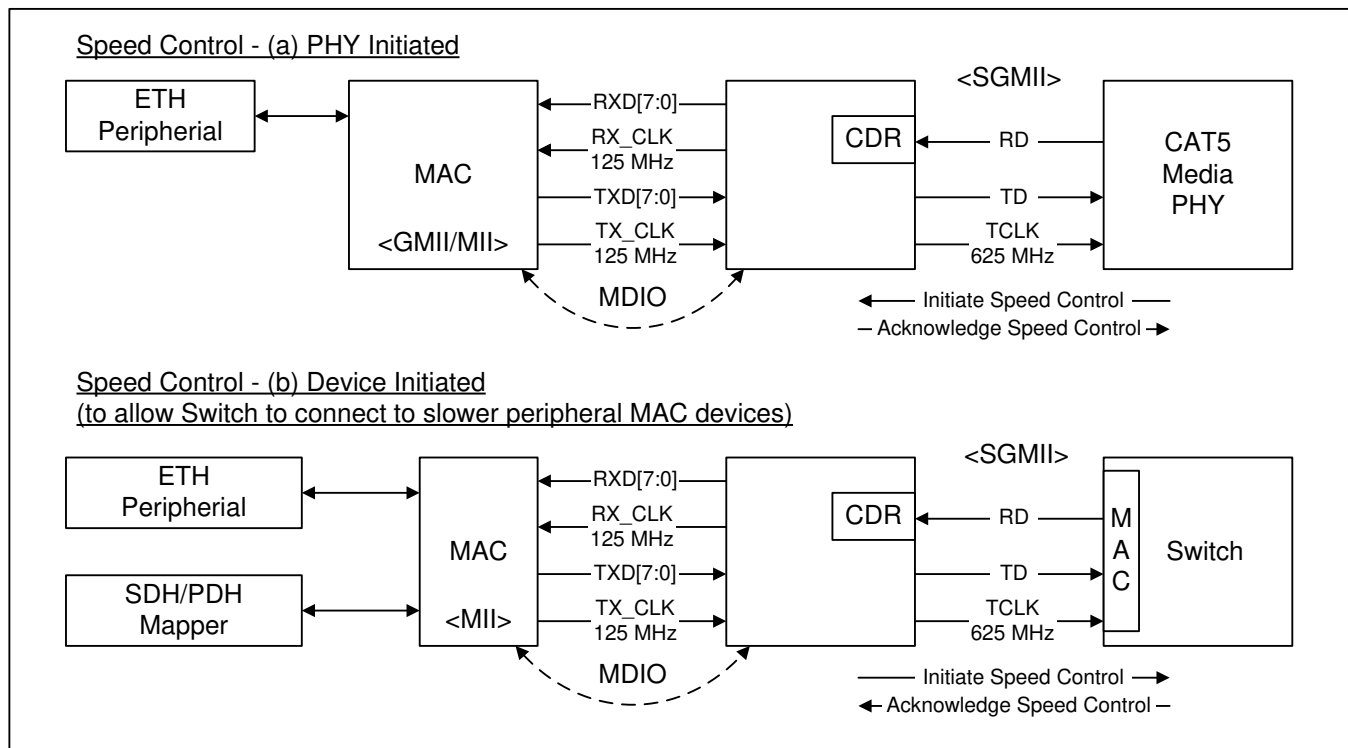 Speed Control - (a) PHY Initiated
ETH
Peripherial
MAC
<GMII/MII>
RXD[7:0]
RX_CLK
125 MHz
TXD[7:0]
TX_CLK
125 MHz
MDIO
CDR
<SGMII>
RD
TD
TCLK
625 MHz
CAT5
Media
PHY
Initiate Speed Control
Acknowledge Speed Control
Speed Control - (b) Device Initiated
(to allow Switch to connect to slower peripheral MAC devices)
ETH
Peripherial
SDH/PDH
Mapper
MAC
<MII>
RXD[7:0]
RX_CLK
125 MHz
TXD[7:0]
TX_CLK
125 MHz
MDIO
CDR
<SGMII>
RD
TD
TCLK
625 MHz
M
A
C
Switch
Initiate Speed Control
Acknowledge Speed Control